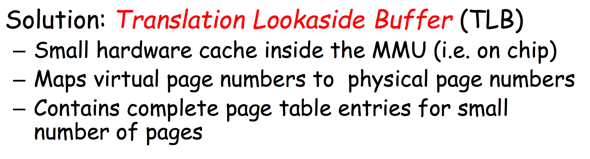 Solution: Translation Lookaside Buffer (TLB)
– Small hardware cache inside the MMU (i.e. on chip)
– Maps virtual page numbers to physical page numbers
– Contains complete page table entries for small
number of pages